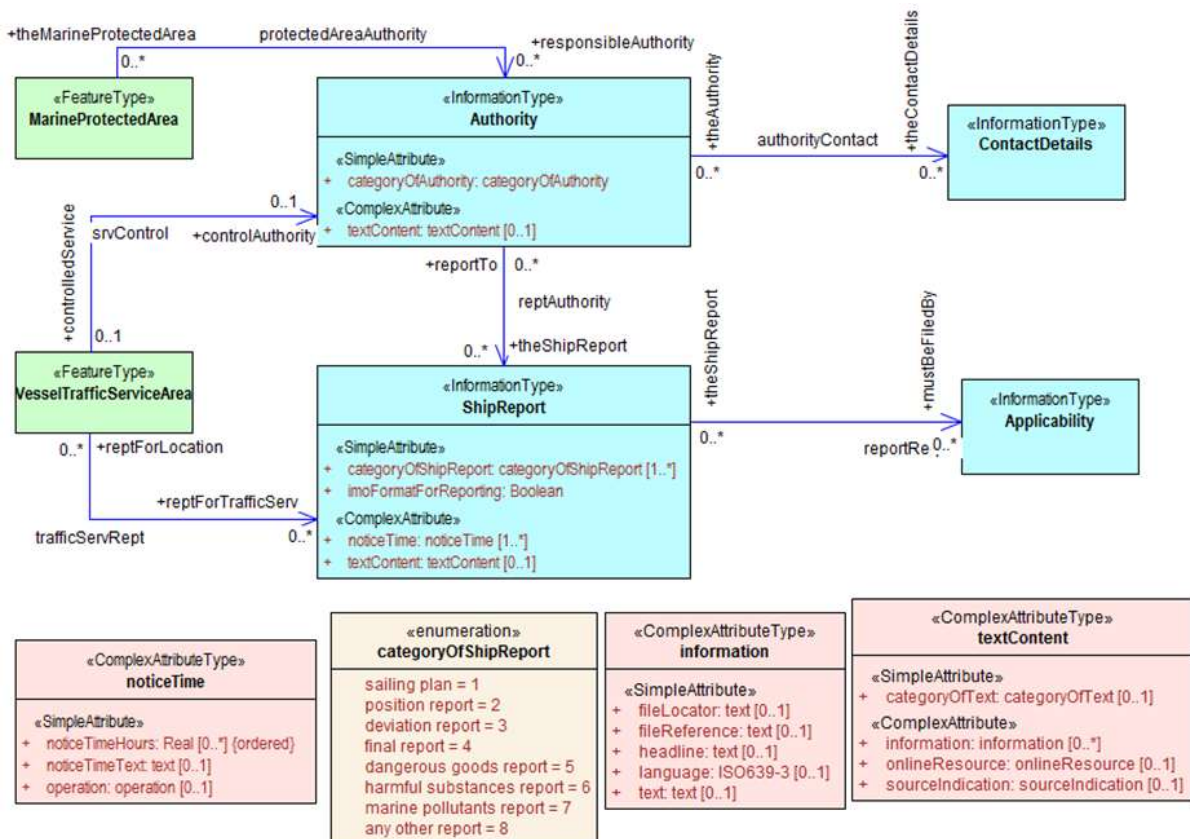 +theMarineProtectedArea
protectedAreaAuthority
+responsibleAuthority
0..*
0..*
«FeatureType»
MarineProtectedArea
«InformationType»
Authority
«SimpleAttribute»
+ categoryOfAuthority: categoryOfAuthority
«ComplexAttribute»
+ textContent: textContent [0..1]
+theAuthority
0..*
authorityContact
+theContactDetails
0..*
«InformationType»
ContactDetails
0..1
srvControl
+controlAuthority
+controlledService
0..1
+reportTo
0..*
reptAuthority
0..*
+theShipReport
«FeatureType»
VesselTrafficServiceArea
0..*
+reptForLocation
+reptForTrafficServ
trafficServRept
0..*
«InformationType»
ShipReport
«SimpleAttribute»
+ categoryOfShipReport: categoryOfShipReport [1..*]
+ imoFormatForReporting: Boolean
«ComplexAttribute»
+ noticeTime: noticeTime [1..*]
+ textContent: textContent [0..1]
+theShipReport
0..*
+mustBeFiledBy
reportRe
0..*
«InformationType»
Applicability
«ComplexAttributeType»
noticeTime
«SimpleAttribute»
+ noticeTimeHours: Real [0..*] {ordered}
+ noticeTimeText: text [0..1]
+ operation: operation [0..1]
«enumeration»
categoryOfShipReport
sailing plan = 1
position report = 2
deviation report = 3
final report = 4
dangerous goods report = 5
harmful substances report = 6
marine pollutants report = 7
any other report = 8
«ComplexAttributeType»
information
«SimpleAttribute»
+ fileLocator: text [0..1]
+ fileReference: text [0..1]
+ headline: text [0..1]
+ language: ISO639-3 [0..1]
+ text: text [0..1]
«ComplexAttributeType»
textContent
«SimpleAttribute»
+ categoryOfText: categoryOfText [0..1]
«ComplexAttribute»
+ information: information [0..*]
+ onlineResource: onlineResource [0..1]
+ sourceIndication: sourceIndication [0..1]